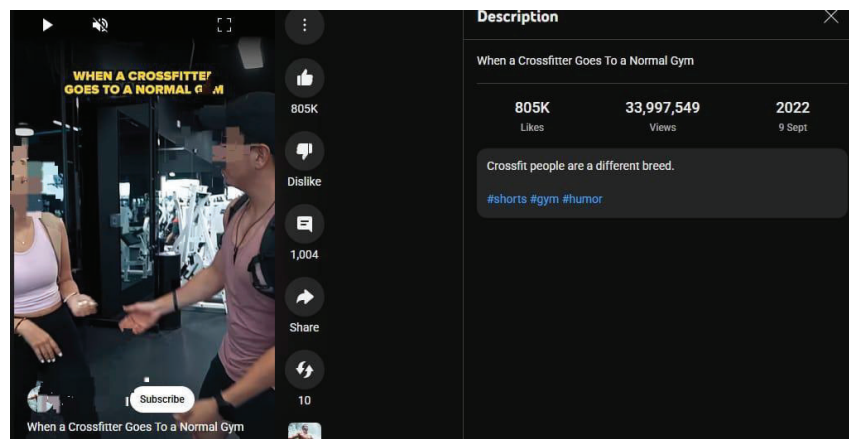 WHEN A CROSSFITTER
GOES TO A NORMAL GYM
Subscribe
When a Crossfitter Goes To a Normal Gym
805K
Dislike
1,004
Share
10
Description
When a Crossfitter Goes To a Normal Gym
805K 33,997,549 2022
Likes Views 9 Sept
Crossfit people are a different breed.
#shorts #gym #humor